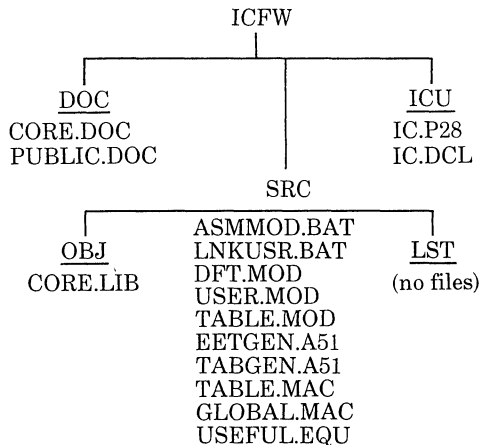 ICFW
DOC
CORE.DOC
PUBLIC.DOC
ICU
IC.P28
IC.DCL
SRC
ASMMOD.BAT
LNKUSR.BAT
DFT.MOD
USER.MOD
TABLE.MOD
EETGEN.A51
TABGEN.A51
TABLE.MAC
GLOBAL.MAC
USEFUL.EQU
OBJ
CORE.LIB
LST
(no files)